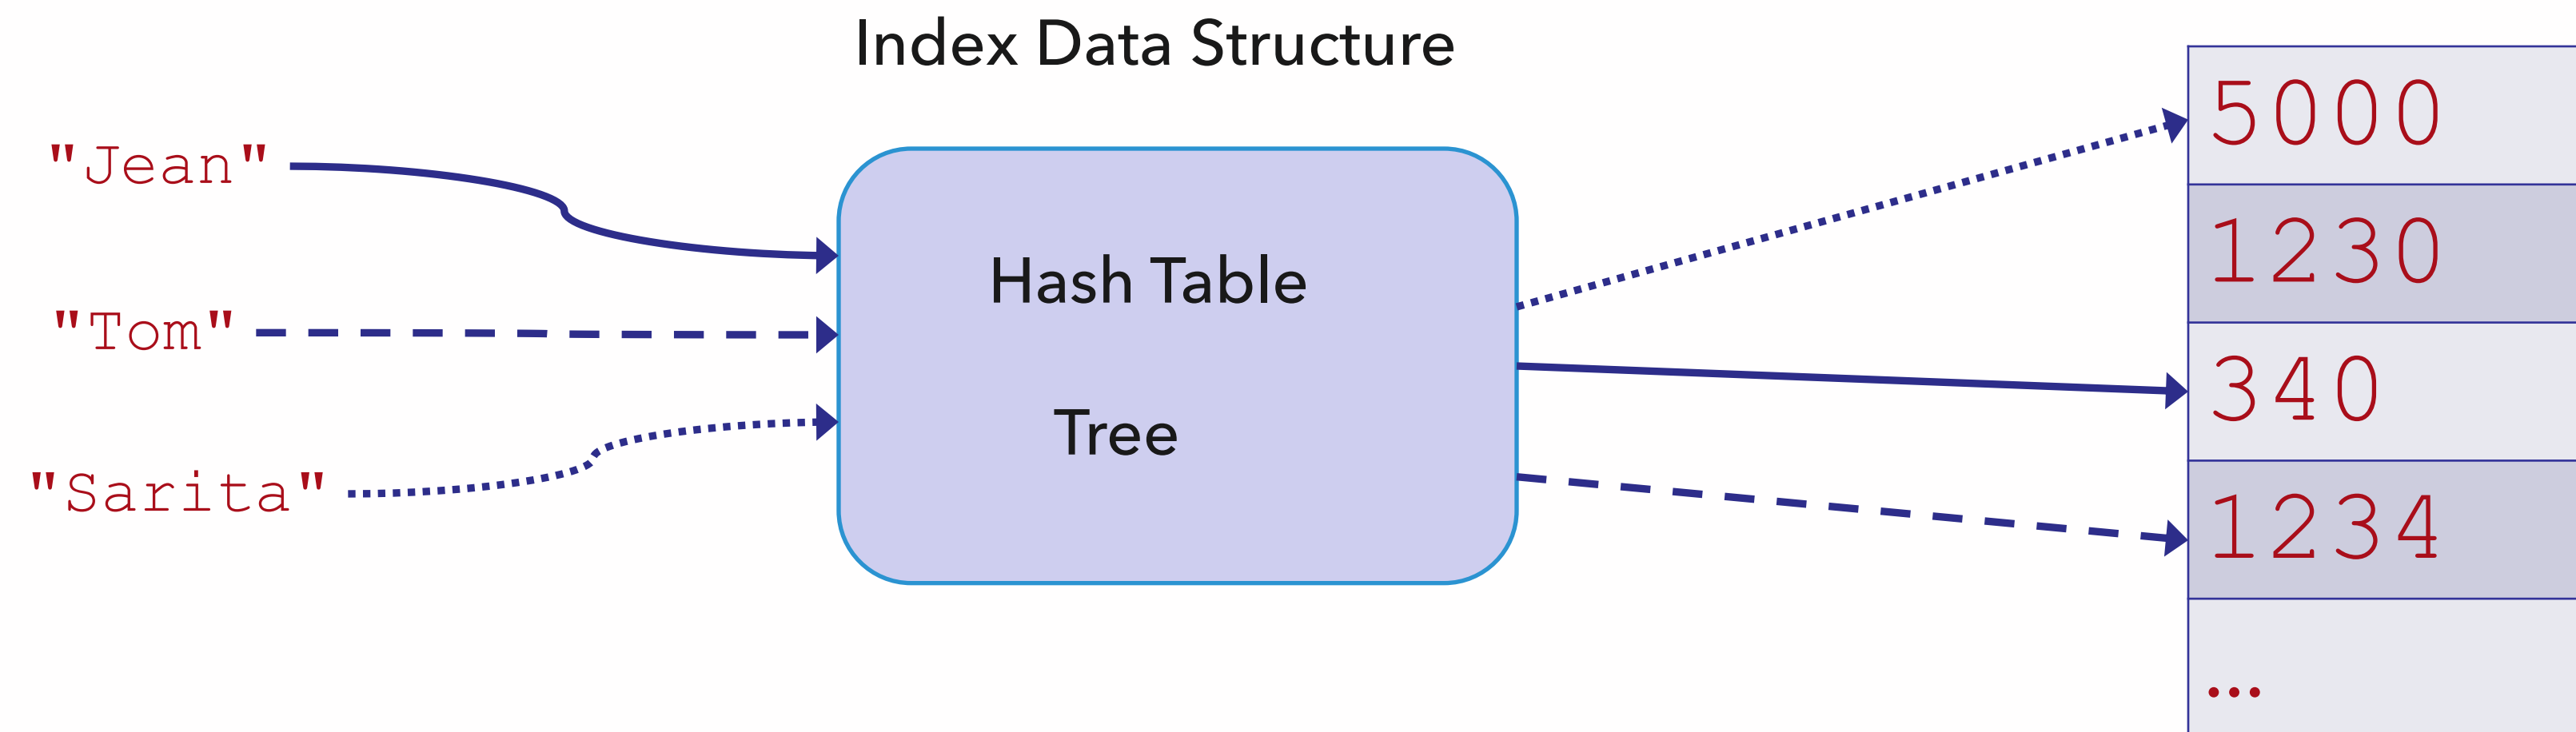 Index Data Structure
"Jean"
"Tom"
"Sarita"
Hash Table
Tree
5000
1230
340
1234
...